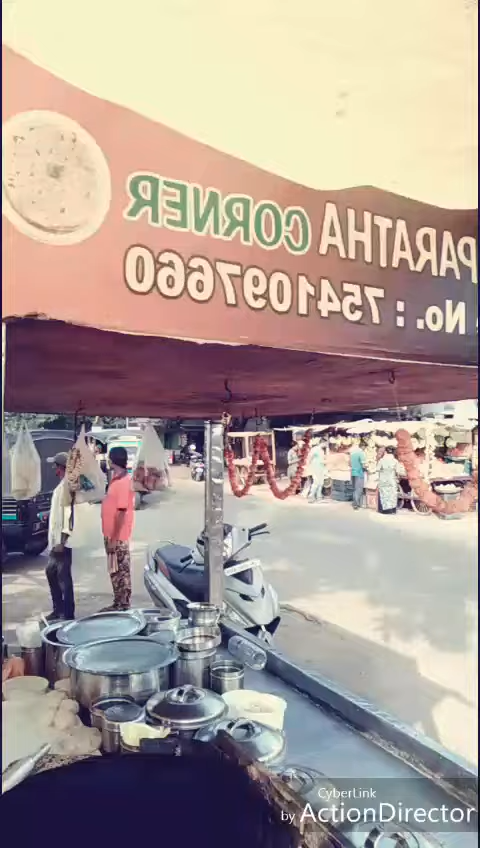 PARATHA CORNER
No. : 7541097660
CyberLink
by ActionDirector